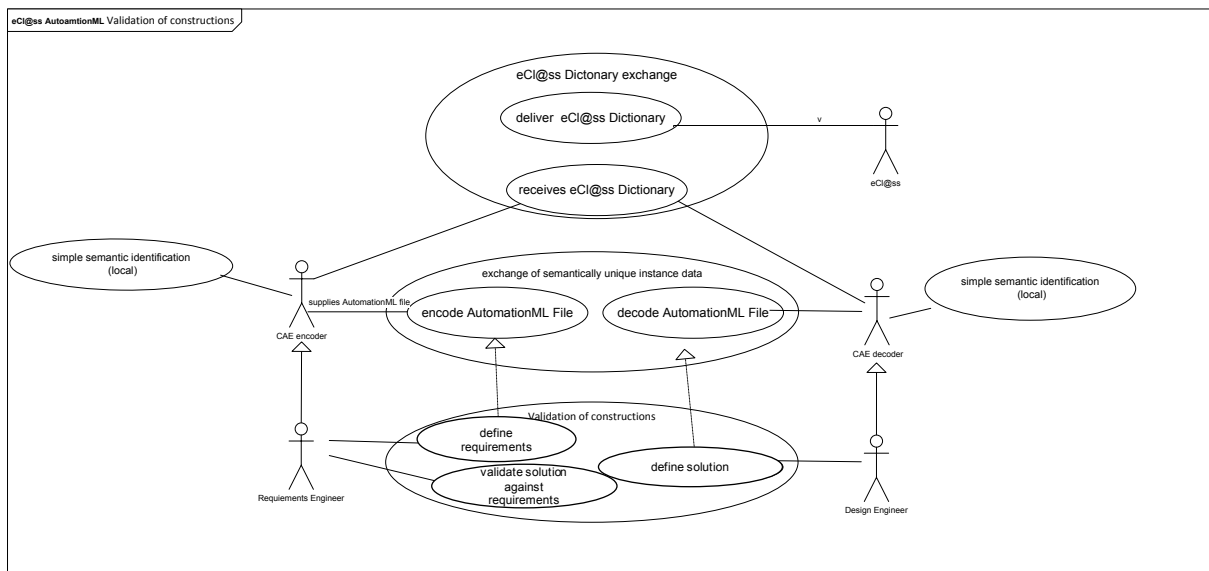 eCl@ss AutoamtionML Validation of constructions
eCl@ss Dictonary exchange
deliver eCl@ss Dictionary
v
eCl@ss
receives eCl@ss Dictionary
simple semantic identification
(local)
exchange of semantically unique instance data
simple semantic identification
(local)
supplies AutomationML file
encode AutomationML File
decode AutomationML File
CAE encoder
CAE decoder
Validation of constructions
define
requirements
validate solution
against
requirements
define solution
Requiements Engineer
Design Engineer